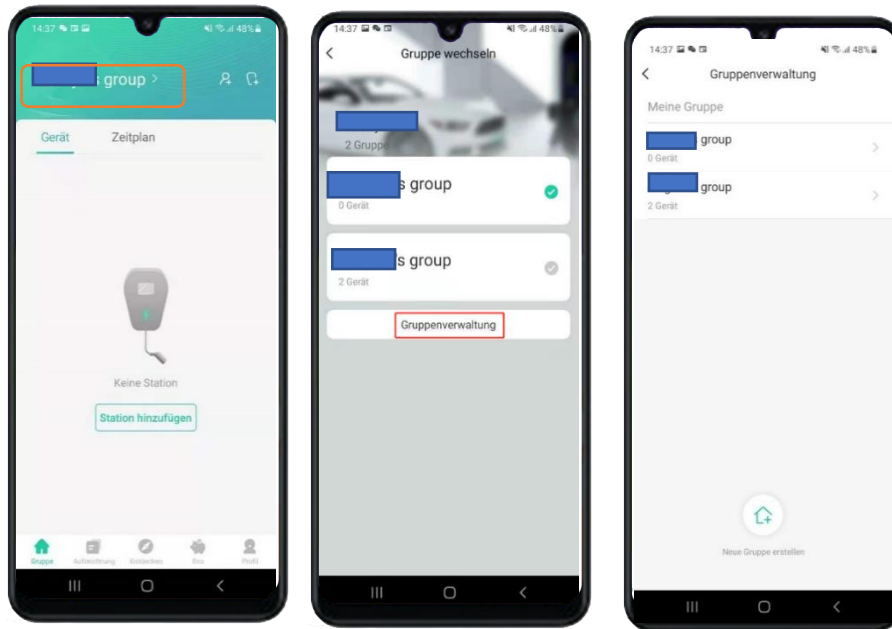 14:37
48%
s group >
Gerät Zeitplan
Keine Station
Station hinzufügen
Gruppe Aufzeichnung Entdecken Eco Profil
14:37
48%
Gruppe wechseln
2 Gruppe
s group
0 Gerät
's group
2 Gerät
Gruppenverwaltung
14:37
48%
Gruppenverwaltung
Meine Gruppe
group
0 Gerät
group
2 Gerät
Neue Gruppe erstellen